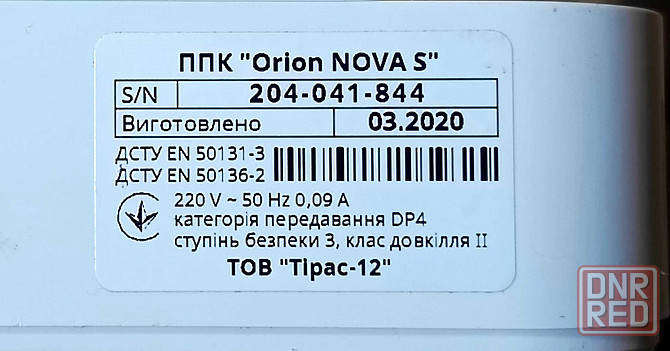 ППК "Orion NOVA S"
S/N 204-041-844
Виготовлено 03.2020
ДСТУ EN 50131-3
ДСТУ EN 50136-2
220 V ~ 50 Hz 0,09 A
категорія передавання DP4
ступінь безпеки 3, клас довкілля II
ТОВ "Тірас-12"
DNR
RED